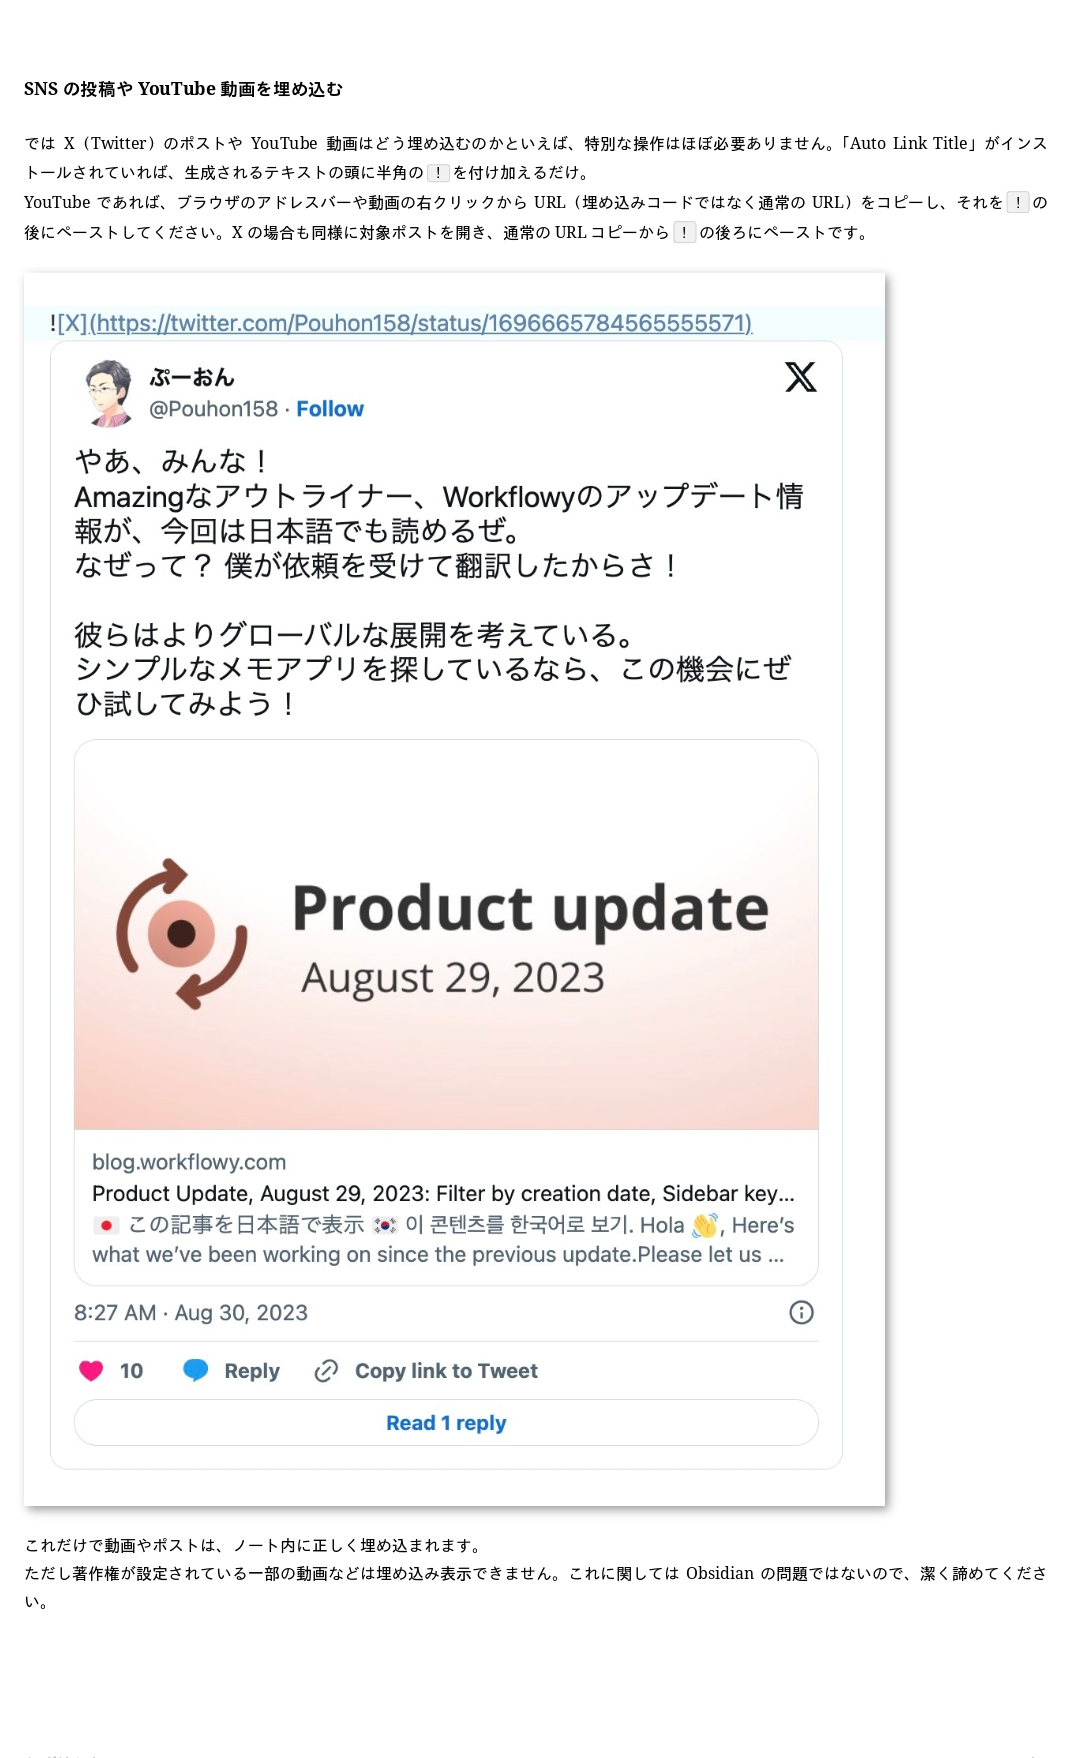 SNS の投稿や YouTube 動画を埋め込む
では X（Twitter）のポストや YouTube 動画はどう埋め込むのかといえば、特別な操作はほぼ必要ありません。「Auto Link Title」がインス
トールされていれば、生成されるテキストの頭に半角の ! を付け加えるだけ。
YouTube であれば、ブラウザのアドレスバーや動画の右クリックから URL（埋め込みコードではなく通常の URL）をコピーし、それを ! の
後にペーストしてください。X の場合も同様に対象ポストを開き、通常の URL コピーから ! の後ろにペーストです。
![X](https://twitter.com/Pouhon158/status/1696665784565555571)
ぷーおん
@Pouhon158 · Follow
やあ、みんな！
Amazingなアウトライナー、Workflowyのアップデート情
報が、今回は日本語でも読めるぜ。
なぜって？ 僕が依頼を受けて翻訳したからさ！
彼らはよりグローバルな展開を考えている。
シンプルなメモアプリを探しているなら、この機会にぜ
ひ試してみよう！
Product update
August 29, 2023
blog.workflowy.com
Product Update, August 29, 2023: Filter by creation date, Sidebar key...
🇯🇵 この記事を日本語で表示 🇰🇷 이 콘텐츠를 한국어로 보기. Hola 👋, Here’s
what we’ve been working on since the previous update.Please let us ...
8:27 AM · Aug 30, 2023
10 Reply Copy link to Tweet
Read 1 reply
これだけで動画やポストは、ノート内に正しく埋め込まれます。
ただし著作権が設定されている一部の動画などは埋め込み表示できません。これに関しては Obsidian の問題ではないので、潔く諦めてくださ
い。